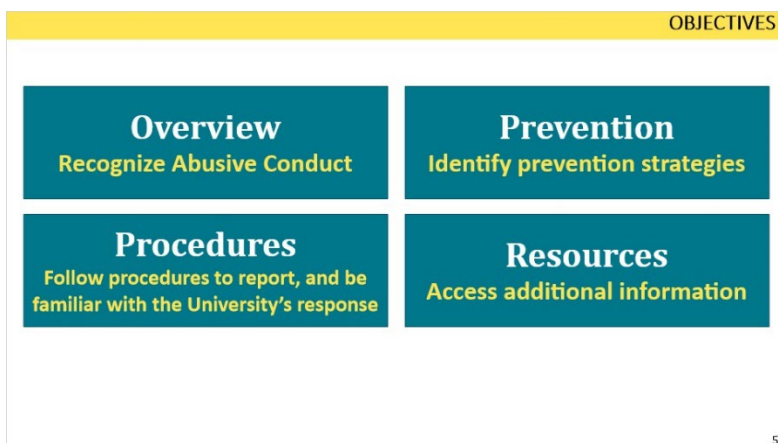 OBJECTIVES
Overview
Recognize Abusive Conduct
Prevention
Identify prevention strategies
Procedures
Follow procedures to report, and be
familiar with the University’s response
Resources
Access additional information
5